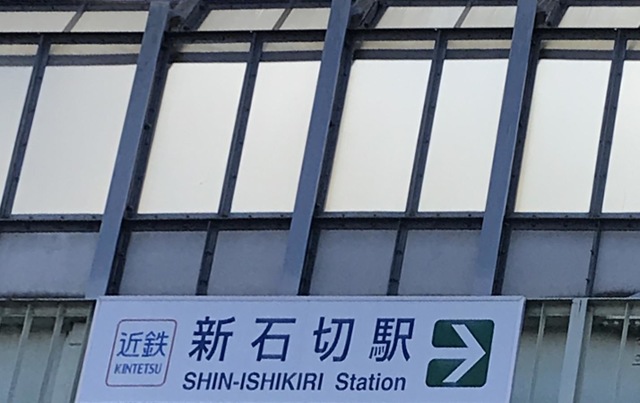 近鉄
KINTETSU
新石切駅
SHIN-ISHIKIRI Station